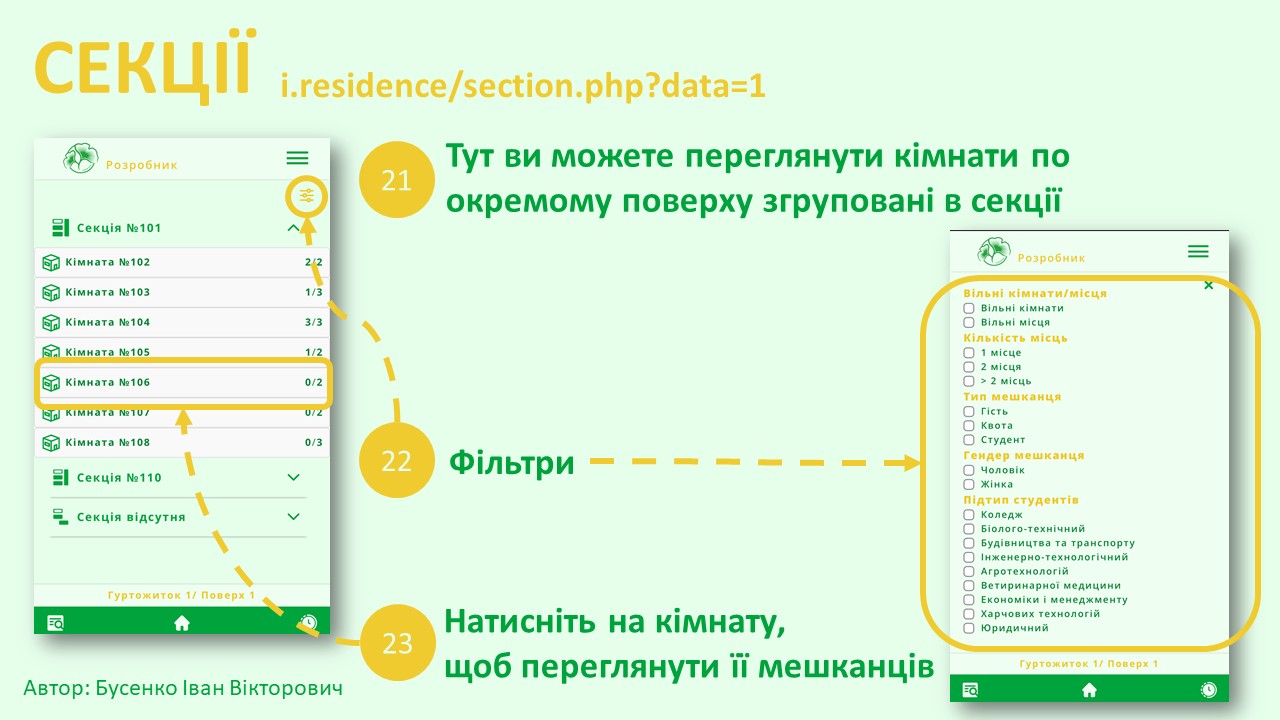 СЕКЦІЇ
i.residence/section.php?data=1
Розробник
Секція №101
Кімната №102 2/2
Кімната №103 1/3
Кімната №104 3/3
Кімната №105 1/2
Кімната №106 0/2
Кімната №107 0/2
Кімната №108 0/3
Секція №110
Секція відсутня
Гуртожиток 1/ Поверх 1
21
Тут ви можете переглянути кімнати по
окремому поверху згруповані в секції
22
Фільтри
23
Натисніть на кімнату,
щоб переглянути її мешканців
Розробник
×
Вільні кімнати/місця
Вільні кімнати
Вільні місця
Кількість місць
1 місце
2 місця
> 2 місць
Тип мешканця
Гість
Квота
Студент
Гендер мешканця
Чоловік
Жінка
Підтип студентів
Коледж
Біолого-технічний
Будівництва та транспорту
Інженерно-технологічний
Агротехнологій
Ветиринарної медицини
Економіки і менеджменту
Харчових технологій
Юридичний
Гуртожиток 1/ Поверх 1
Автор: Бусенко Іван Вікторович